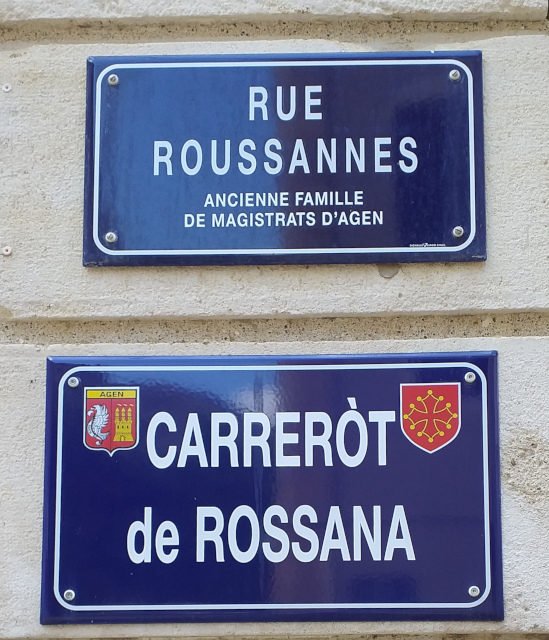 RUE
ROUSSANNES
ANCIENNE FAMILLE
DE MAGISTRATS D'AGEN
AGEN
CARRERÒT
de ROSSANA